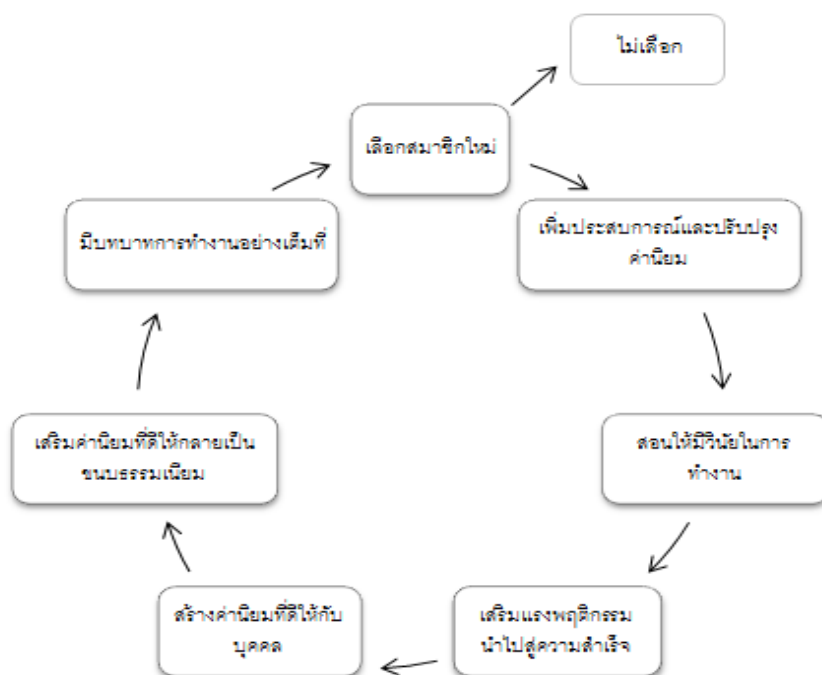 ไม่เลือก
เลือกสมาชิกใหม่
เพิ่มประสบการณ์และปรับปรุง
ค่านิยม
สอนให้มีวินัยในการ
ทำงาน
เสริมแรงพฤติกรรม
นำไปสู่ความสำเร็จ
สร้างค่านิยมที่ดีให้กับ
บุคคล
เสริมค่านิยมที่ดีให้กลายเป็น
ขนบธรรมเนียม
มีบทบาทการทำงานอย่างเต็มที่